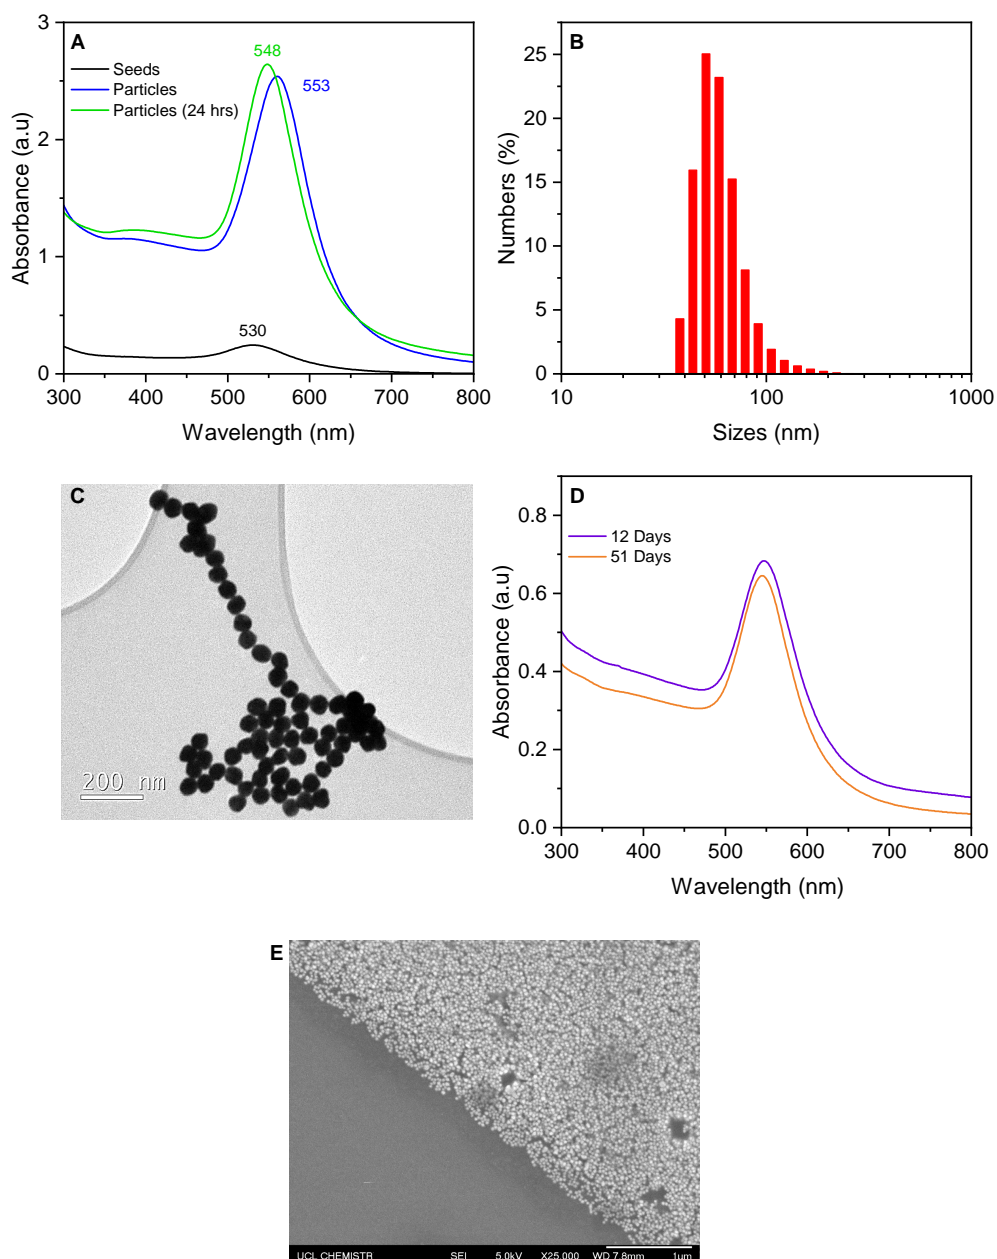 A
548
553
530
Seeds
Particles
Particles (24 hrs)
3
2
1
0
Absorbance (a.u)
300 400 500 600 700 800
Wavelength (nm)
B
25
20
15
10
5
0
Numbers (%)
10 100 1000
Sizes (nm)
C
200 nm
D
12 Days
51 Days
0.8
0.6
0.4
0.2
0.0
Absorbance (a.u)
300 400 500 600 700 800
Wavelength (nm)
E
UCL CHEMISTR SEI 5.0kV X25,000 WD 7.8mm 1µm